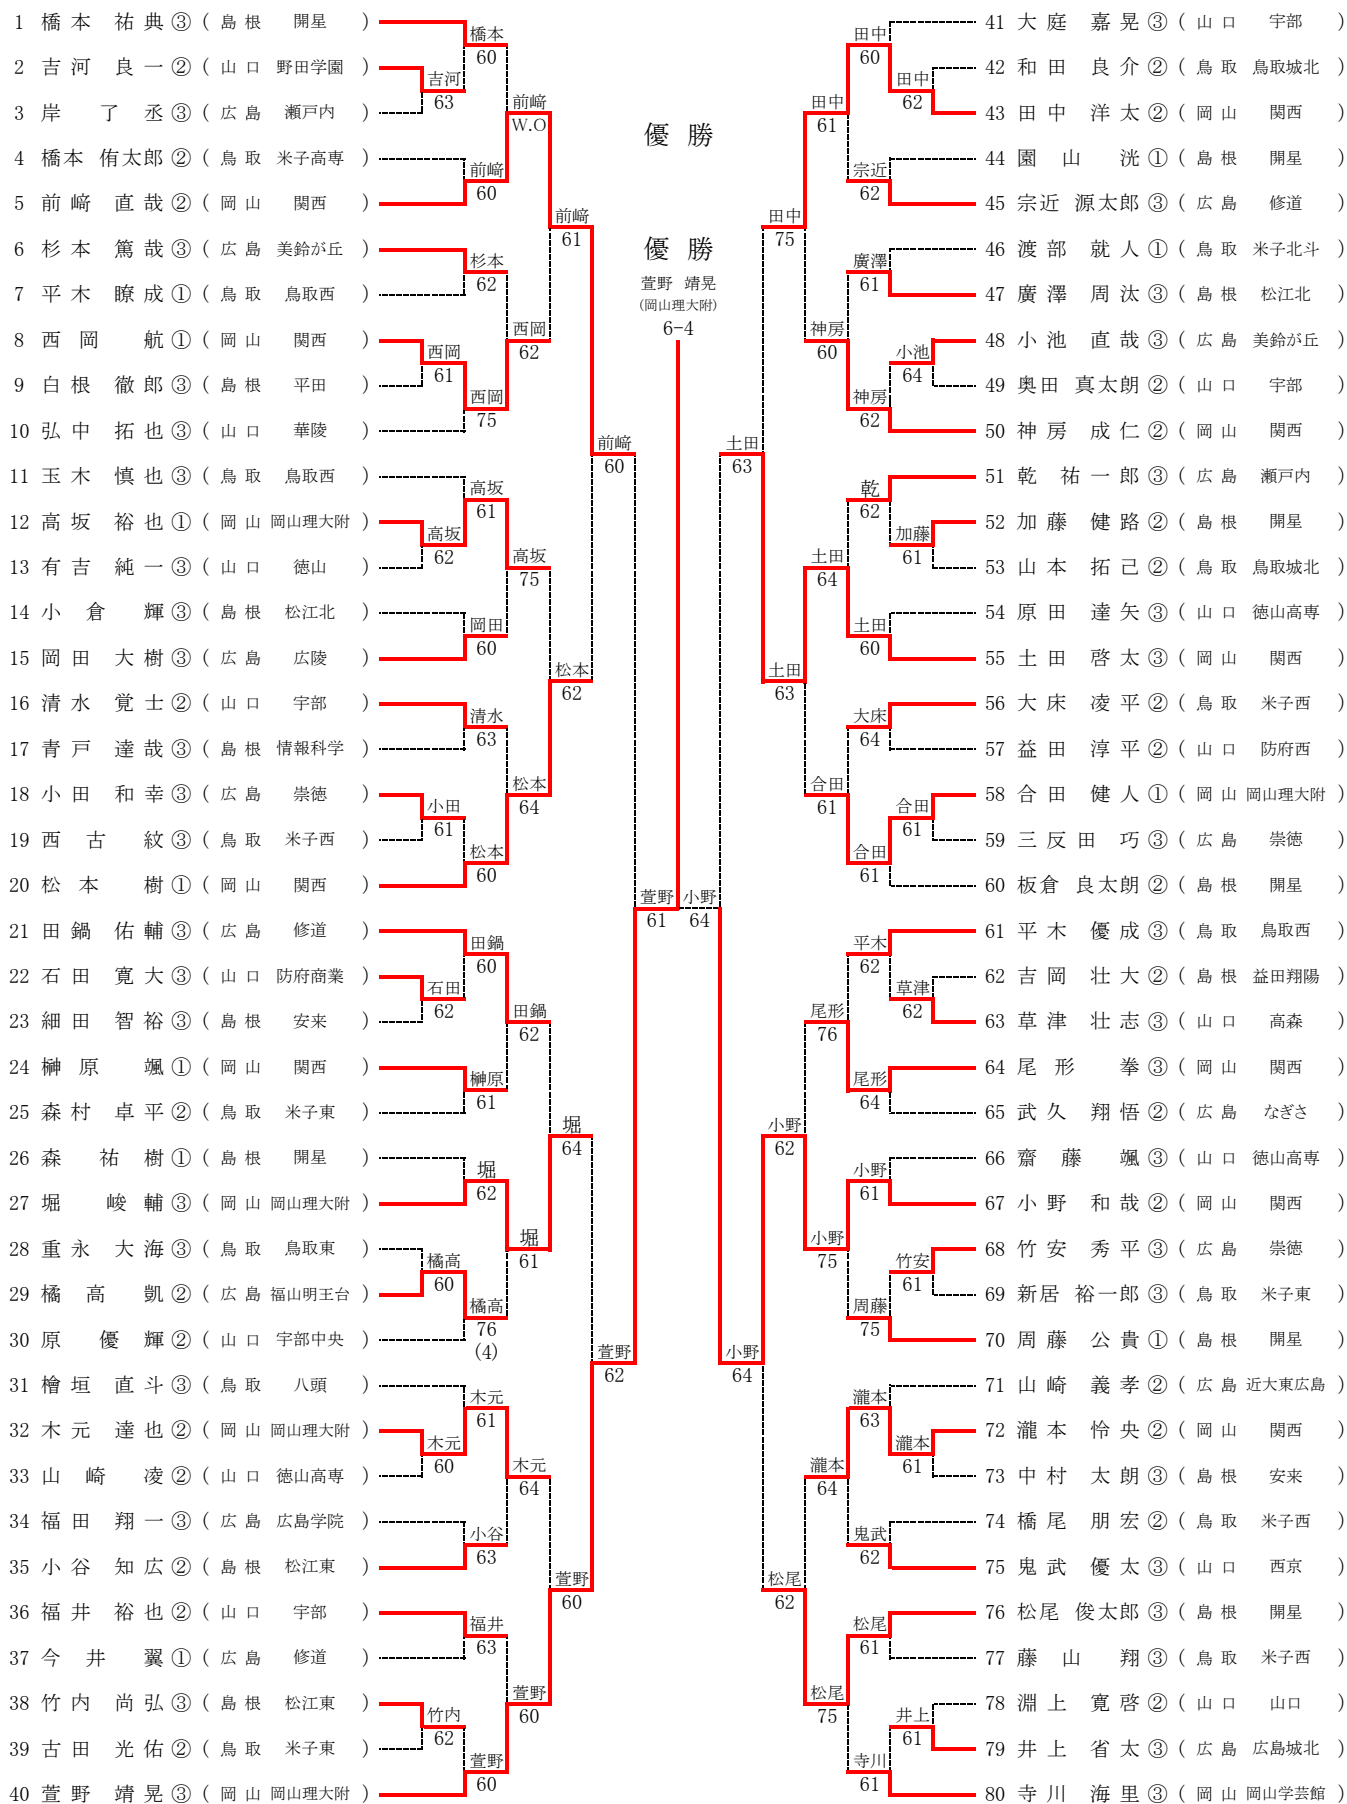 1 橋本 祐典③ ( 島根 開星 )
2 吉河 良一② ( 山口 野田学園 )
3 岸 了丞③ ( 広島 瀬戸内 )
4 橋本 侑太郎② ( 鳥取 米子高専 )
5 前﨑 直哉② ( 岡山 関西 )
6 杉本 篤哉③ ( 広島 美鈴が丘 )
7 平木 瞭成① ( 鳥取 鳥取西 )
8 西岡 航① ( 岡山 関西 )
9 白根 徹郎③ ( 島根 平田 )
10 弘中 拓也③ ( 山口 華陵 )
11 玉木 慎也③ ( 鳥取 鳥取西 )
12 高坂 裕也① ( 岡山 岡山理大附 )
13 有吉 純一③ ( 山口 徳山 )
14 小倉 輝③ ( 島根 松江北 )
15 岡田 大樹③ ( 広島 広陵 )
16 清水 覚士② ( 山口 宇部 )
17 青戸 達哉③ ( 島根 情報科学 )
18 小田 和幸③ ( 広島 崇徳 )
19 西古 紋③ ( 鳥取 米子西 )
20 松本 樹① ( 岡山 関西 )
21 田鍋 佑輔③ ( 広島 修道 )
22 石田 寛大③ ( 山口 防府商業 )
23 細田 智裕③ ( 島根 安来 )
24 榊原 颯① ( 岡山 関西 )
25 森村 卓平② ( 鳥取 米子東 )
26 森 祐樹① ( 島根 開星 )
27 堀 峻輔③ ( 岡山 岡山理大附 )
28 重永 大海③ ( 鳥取 鳥取東 )
29 橘高 凱② ( 広島 福山明王台 )
30 原 優輝② ( 山口 宇部中央 )
31 檜垣 直斗③ ( 鳥取 八頭 )
32 木元 達也② ( 岡山 岡山理大附 )
33 山崎 凌② ( 山口 徳山高専 )
34 福田 翔一③ ( 広島 広島学院 )
35 小谷 知広② ( 島根 松江東 )
36 福井 裕也② ( 山口 宇部 )
37 今井 翼① ( 広島 修道 )
38 竹内 尚弘③ ( 島根 松江東 )
39 古田 光佑② ( 鳥取 米子東 )
40 萱野 靖晃③ ( 岡山 岡山理大附 )
吉河
63
西岡
61
高坂
62
小田
61
石田
62
橘高
60
木元
60
竹内
62
橋本
60
前﨑
60
杉本
62
西岡
75
高坂
61
岡田
60
清水
63
松本
60
田鍋
60
榊原
61
堀
62
橘高
76
(4)
木元
61
小谷
63
福井
63
萱野
60
前﨑
W.O
西岡
62
高坂
75
松本
64
田鍋
62
堀
61
木元
64
萱野
60
前﨑
61
松本
62
堀
64
萱野
60
前﨑
60
萱野
62
萱野
61
優 勝
優 勝
萱野 靖晃
(岡山理大附)
6-4
小野
64
土田
63
小野
64
田中
75
土田
63
小野
62
松尾
62
田中
61
神房
60
土田
64
合田
61
尾形
76
小野
75
瀧本
64
松尾
75
田中
60
宗近
62
廣澤
61
神房
62
乾
62
土田
60
大床
64
合田
61
平木
62
尾形
64
小野
61
周藤
75
瀧本
63
鬼武
62
松尾
61
寺川
61
田中
62
小池
64
加藤
61
合田
61
草津
62
竹安
61
瀧本
61
井上
61
41 大庭 嘉晃③ ( 山口 宇部 )
42 和田 良介② ( 鳥取 鳥取城北 )
43 田中 洋太② ( 岡山 関西 )
44 園山 洸① ( 島根 開星 )
45 宗近 源太郎③ ( 広島 修道 )
46 渡部 就人① ( 鳥取 米子北斗 )
47 廣澤 周汰③ ( 島根 松江北 )
48 小池 直哉③ ( 広島 美鈴が丘 )
49 奥田 真太朗② ( 山口 宇部 )
50 神房 成仁② ( 岡山 関西 )
51 乾 祐一郎③ ( 広島 瀬戸内 )
52 加藤 健路② ( 島根 開星 )
53 山本 拓己② ( 鳥取 鳥取城北 )
54 原田 達矢③ ( 山口 徳山高専 )
55 土田 啓太③ ( 岡山 関西 )
56 大床 凌平② ( 鳥取 米子西 )
57 益田 淳平② ( 山口 防府西 )
58 合田 健人① ( 岡山 岡山理大附 )
59 三反田 巧③ ( 広島 崇徳 )
60 板倉 良太朗② ( 島根 開星 )
61 平木 優成③ ( 鳥取 鳥取西 )
62 吉岡 壮大② ( 島根 益田翔陽 )
63 草津 壮志③ ( 山口 高森 )
64 尾形 拳③ ( 岡山 関西 )
65 武久 翔悟② ( 広島 なぎさ )
66 齋藤 颯③ ( 山口 徳山高専 )
67 小野 和哉② ( 岡山 関西 )
68 竹安 秀平③ ( 広島 崇徳 )
69 新居 裕一郎③ ( 鳥取 米子東 )
70 周藤 公貴① ( 島根 開星 )
71 山崎 義孝② ( 広島 近大東広島 )
72 瀧本 怜央② ( 岡山 関西 )
73 中村 太朗③ ( 島根 安来 )
74 橋尾 朋宏② ( 鳥取 米子西 )
75 鬼武 優太③ ( 山口 西京 )
76 松尾 俊太郎③ ( 島根 開星 )
77 藤山 翔③ ( 鳥取 米子西 )
78 淵上 寛啓② ( 山口 山口 )
79 井上 省太③ ( 広島 広島城北 )
80 寺川 海里③ ( 岡山 岡山学芸館 )